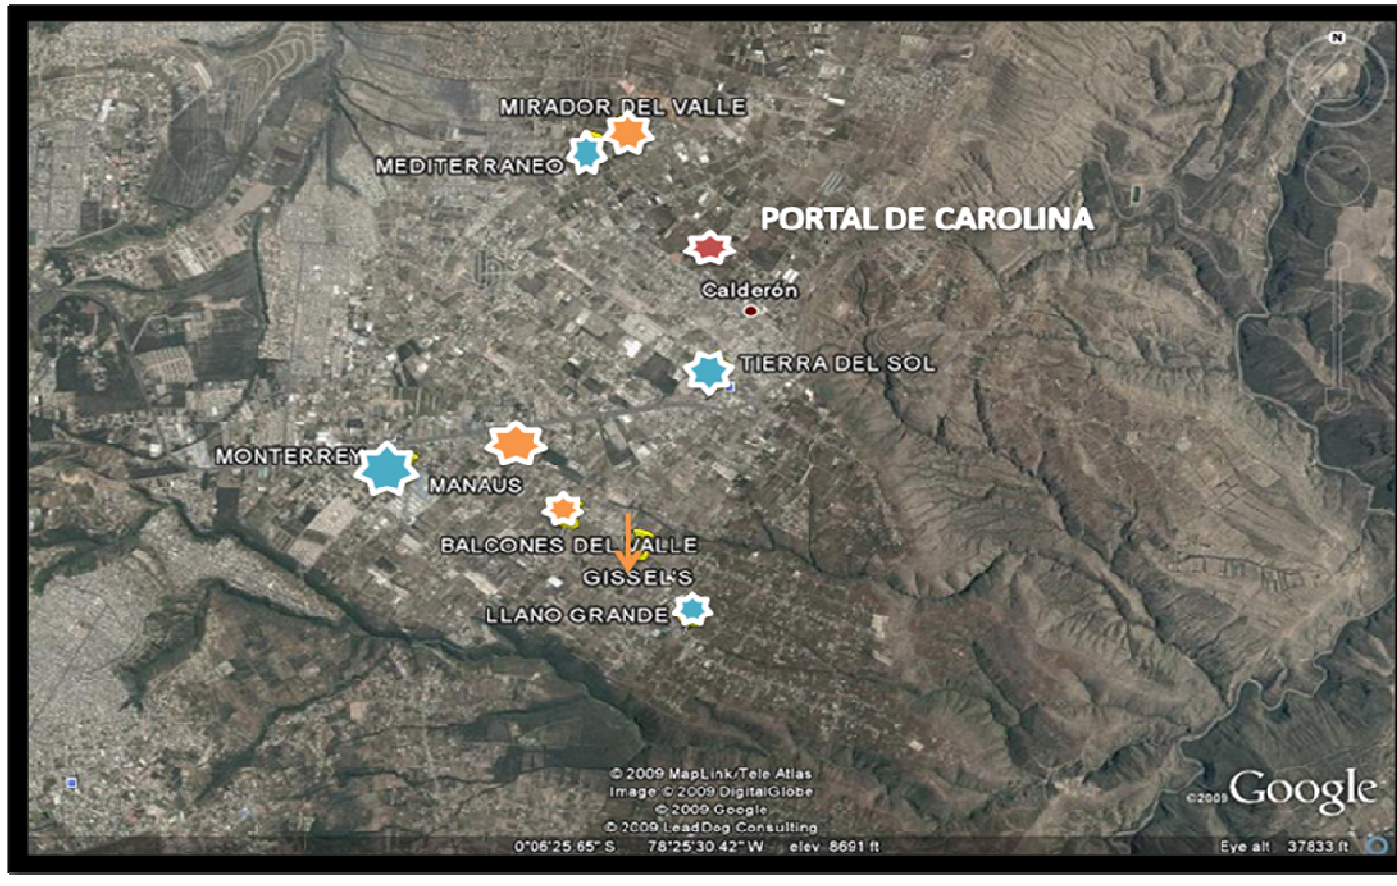 N
MIRADOR DEL VALLE
MEDITERRANEO
PORTAL DE CAROLINA
Calderón
TIERRA DEL SOL
MONTERREY
MANAUS
BALCONES DEL VALLE
GISSEL'S
LLANO GRANDE
© 2009 MapLink/Tele Atlas
Image © 2009 DigitalGlobe
© 2009 Google
© 2009 LeadDog Consulting
©2009 Google
0°06'25.65" S 78°25'30.42" W elev 8691 ft
Eye alt 37833 ft